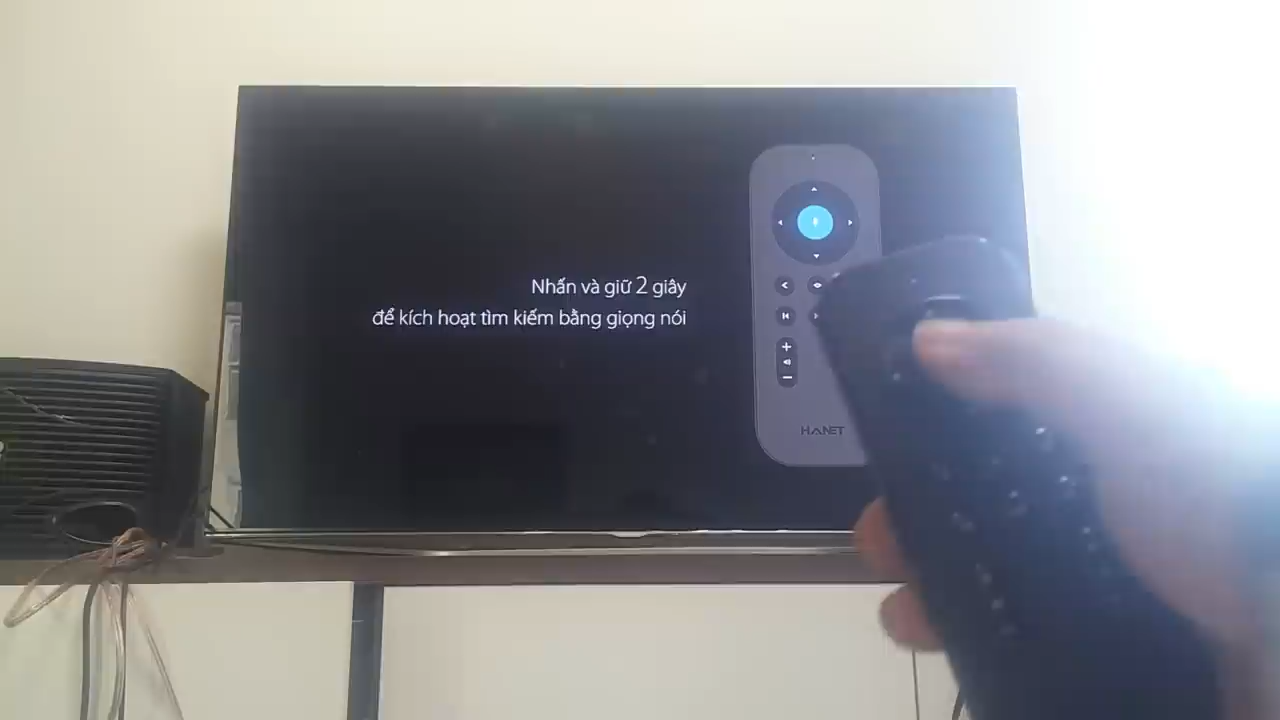 Nhấn và giữ 2 giây
để kích hoạt tìm kiếm bằng giọng nói
HANET